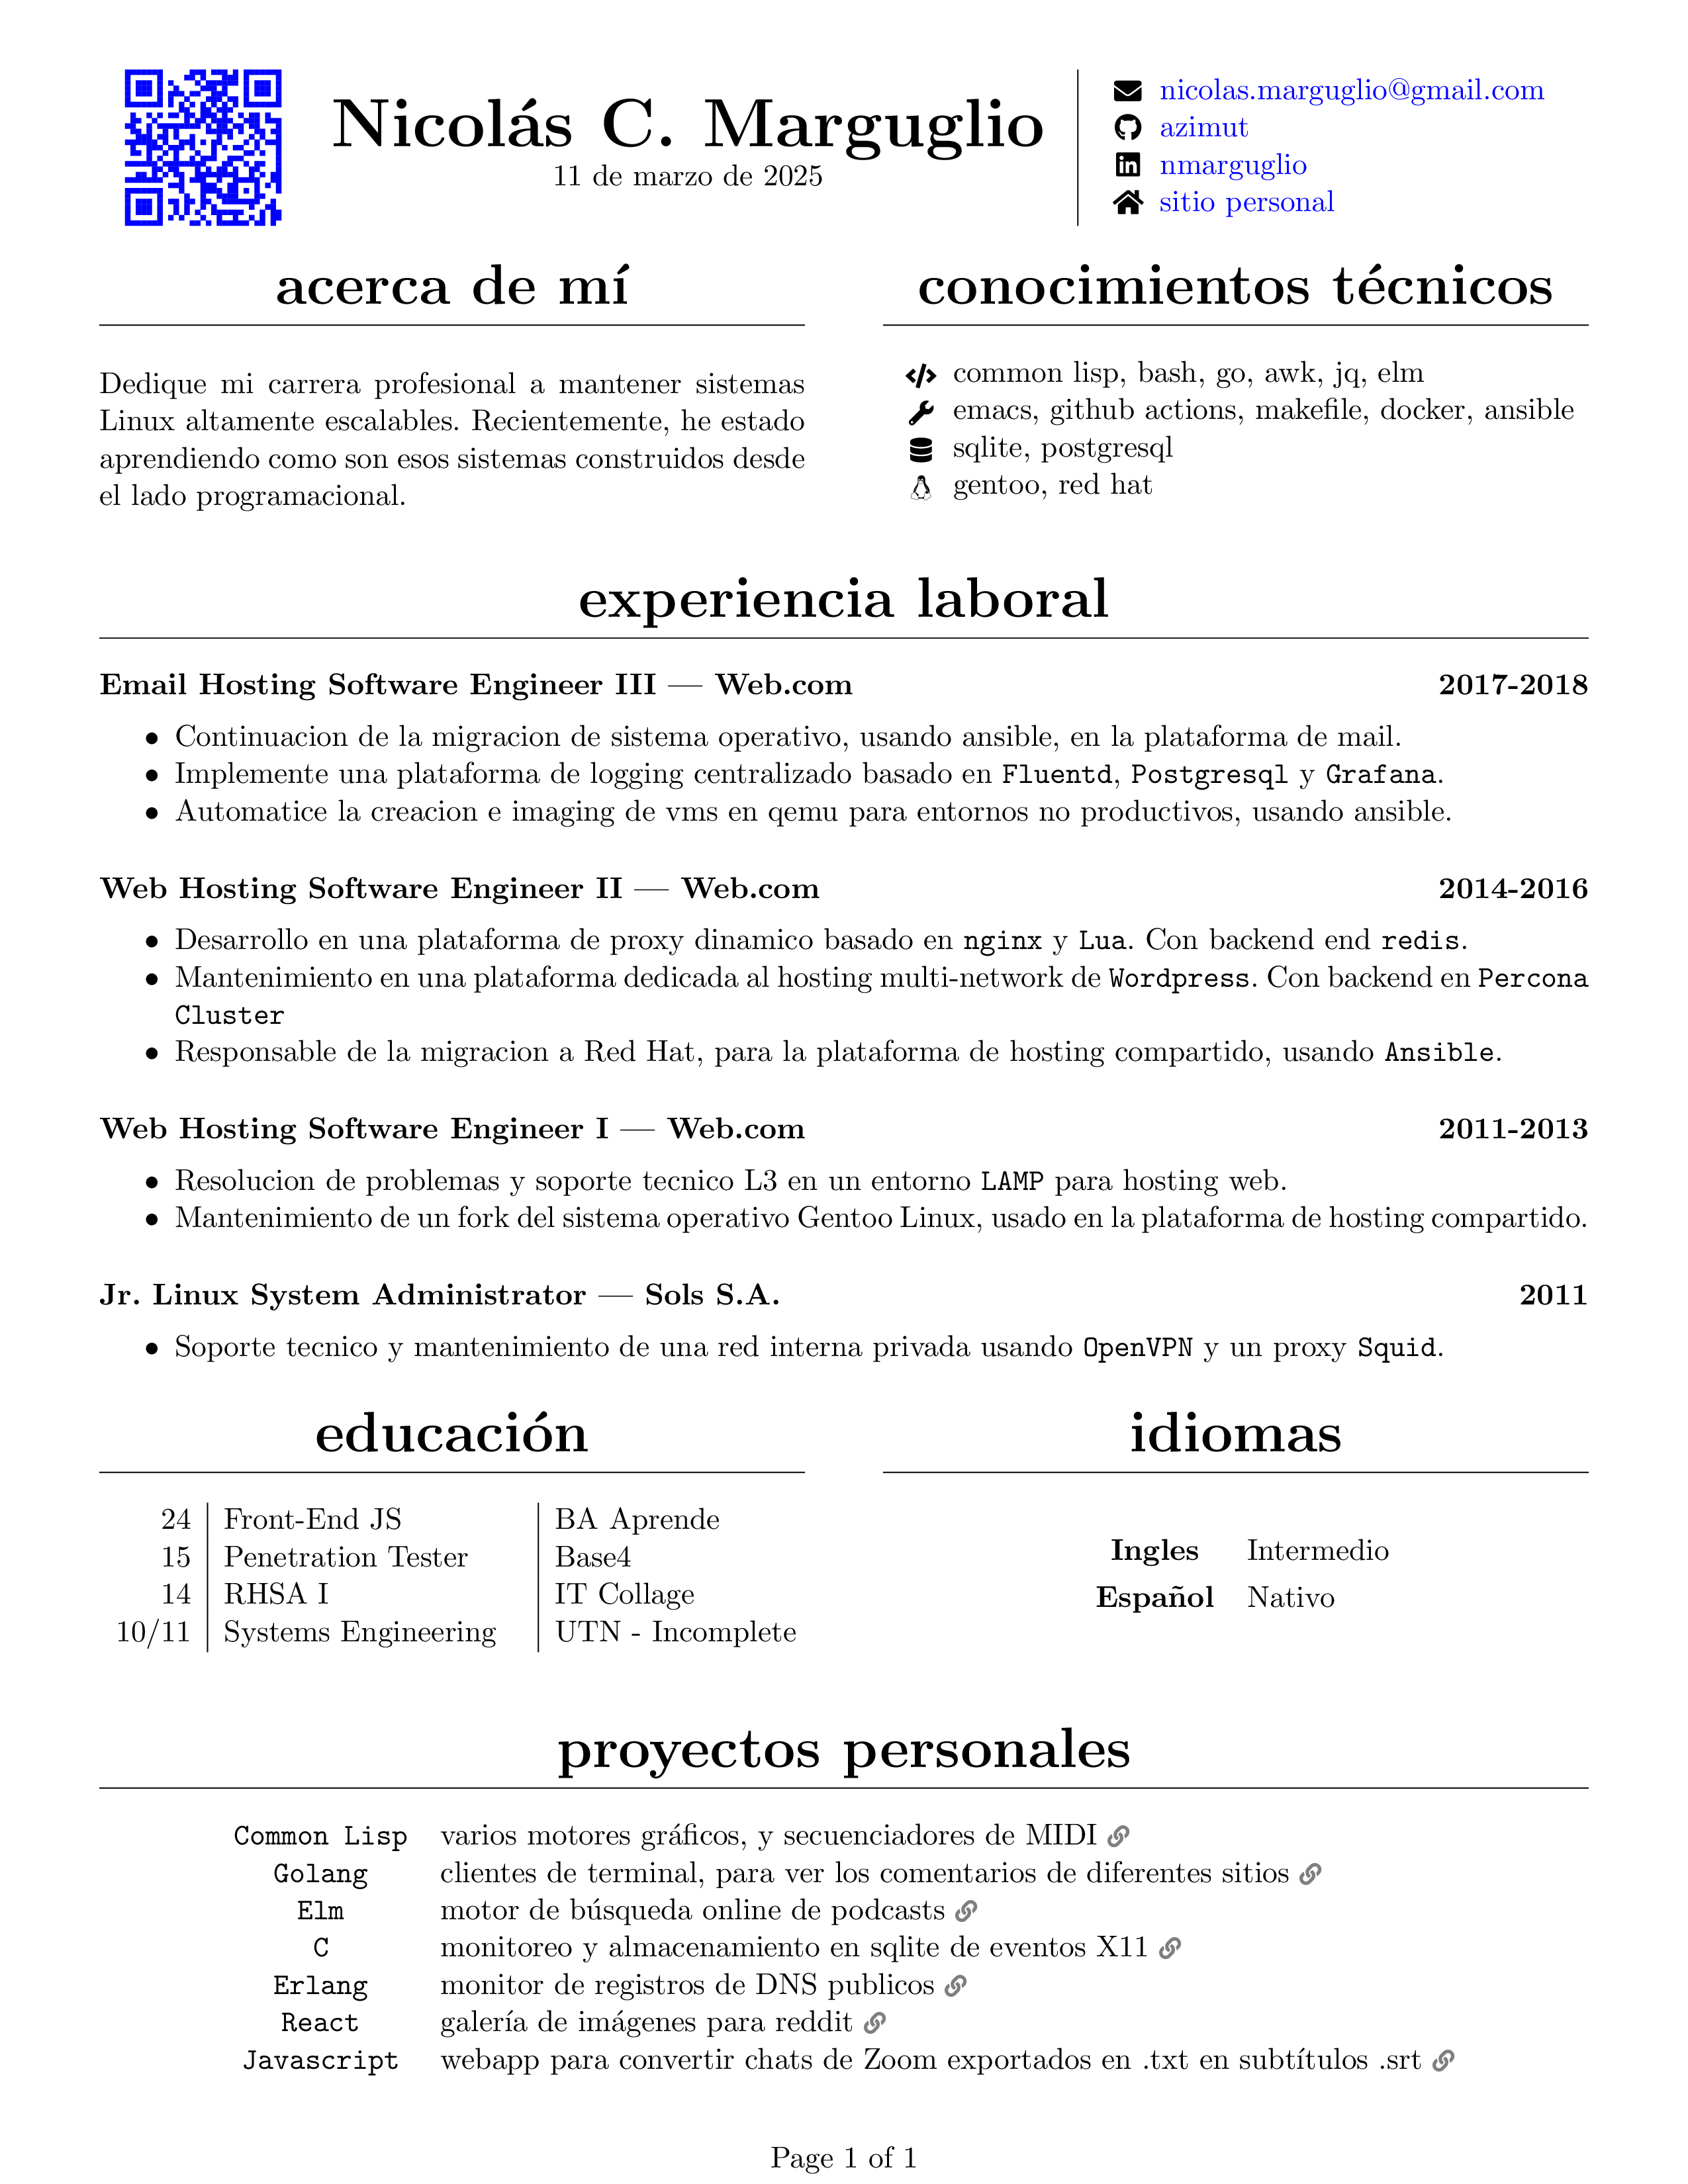 Nicolás C. Marguglio
11 de marzo de 2025
nicolas.marguglio@gmail.com
azimut
nmarguglio
sitio personal
acerca de mí
Dedique mi carrera profesional a mantener sistemas
Linux altamente escalables. Recientemente, he estado
aprendiendo como son esos sistemas construidos desde
el lado programacional.
conocimientos técnicos
common lisp, bash, go, awk, jq, elm
emacs, github actions, makefile, docker, ansible
sqlite, postgresql
gentoo, red hat
experiencia laboral
Email Hosting Software Engineer III — Web.com 2017-2018
• Continuacion de la migracion de sistema operativo, usando ansible, en la plataforma de mail.
• Implemente una plataforma de logging centralizado basado en Fluentd, Postgresql y Grafana.
• Automatice la creacion e imaging de vms en qemu para entornos no productivos, usando ansible.
Web Hosting Software Engineer II — Web.com 2014-2016
• Desarrollo en una plataforma de proxy dinamico basado en nginx y Lua. Con backend end redis.
• Mantenimiento en una plataforma dedicada al hosting multi-network de Wordpress. Con backend en Percona
Cluster
• Responsable de la migracion a Red Hat, para la plataforma de hosting compartido, usando Ansible.
Web Hosting Software Engineer I — Web.com 2011-2013
• Resolucion de problemas y soporte tecnico L3 en un entorno LAMP para hosting web.
• Mantenimiento de un fork del sistema operativo Gentoo Linux, usado en la plataforma de hosting compartido.
Jr. Linux System Administrator — Sols S.A. 2011
• Soporte tecnico y mantenimiento de una red interna privada usando OpenVPN y un proxy Squid.
educación
24 Front-End JS BA Aprende
15 Penetration Tester Base4
14 RHSA I IT Collage
10/11 Systems Engineering UTN - Incomplete
idiomas
Ingles Intermedio
Español Nativo
proyectos personales
Common Lisp varios motores gráficos, y secuenciadores de MIDI
Golang clientes de terminal, para ver los comentarios de diferentes sitios
Elm motor de búsqueda online de podcasts
C monitoreo y almacenamiento en sqlite de eventos X11
Erlang monitor de registros de DNS publicos
React galería de imágenes para reddit
Javascript webapp para convertir chats de Zoom exportados en .txt en subtítulos .srt
Page 1 of 1